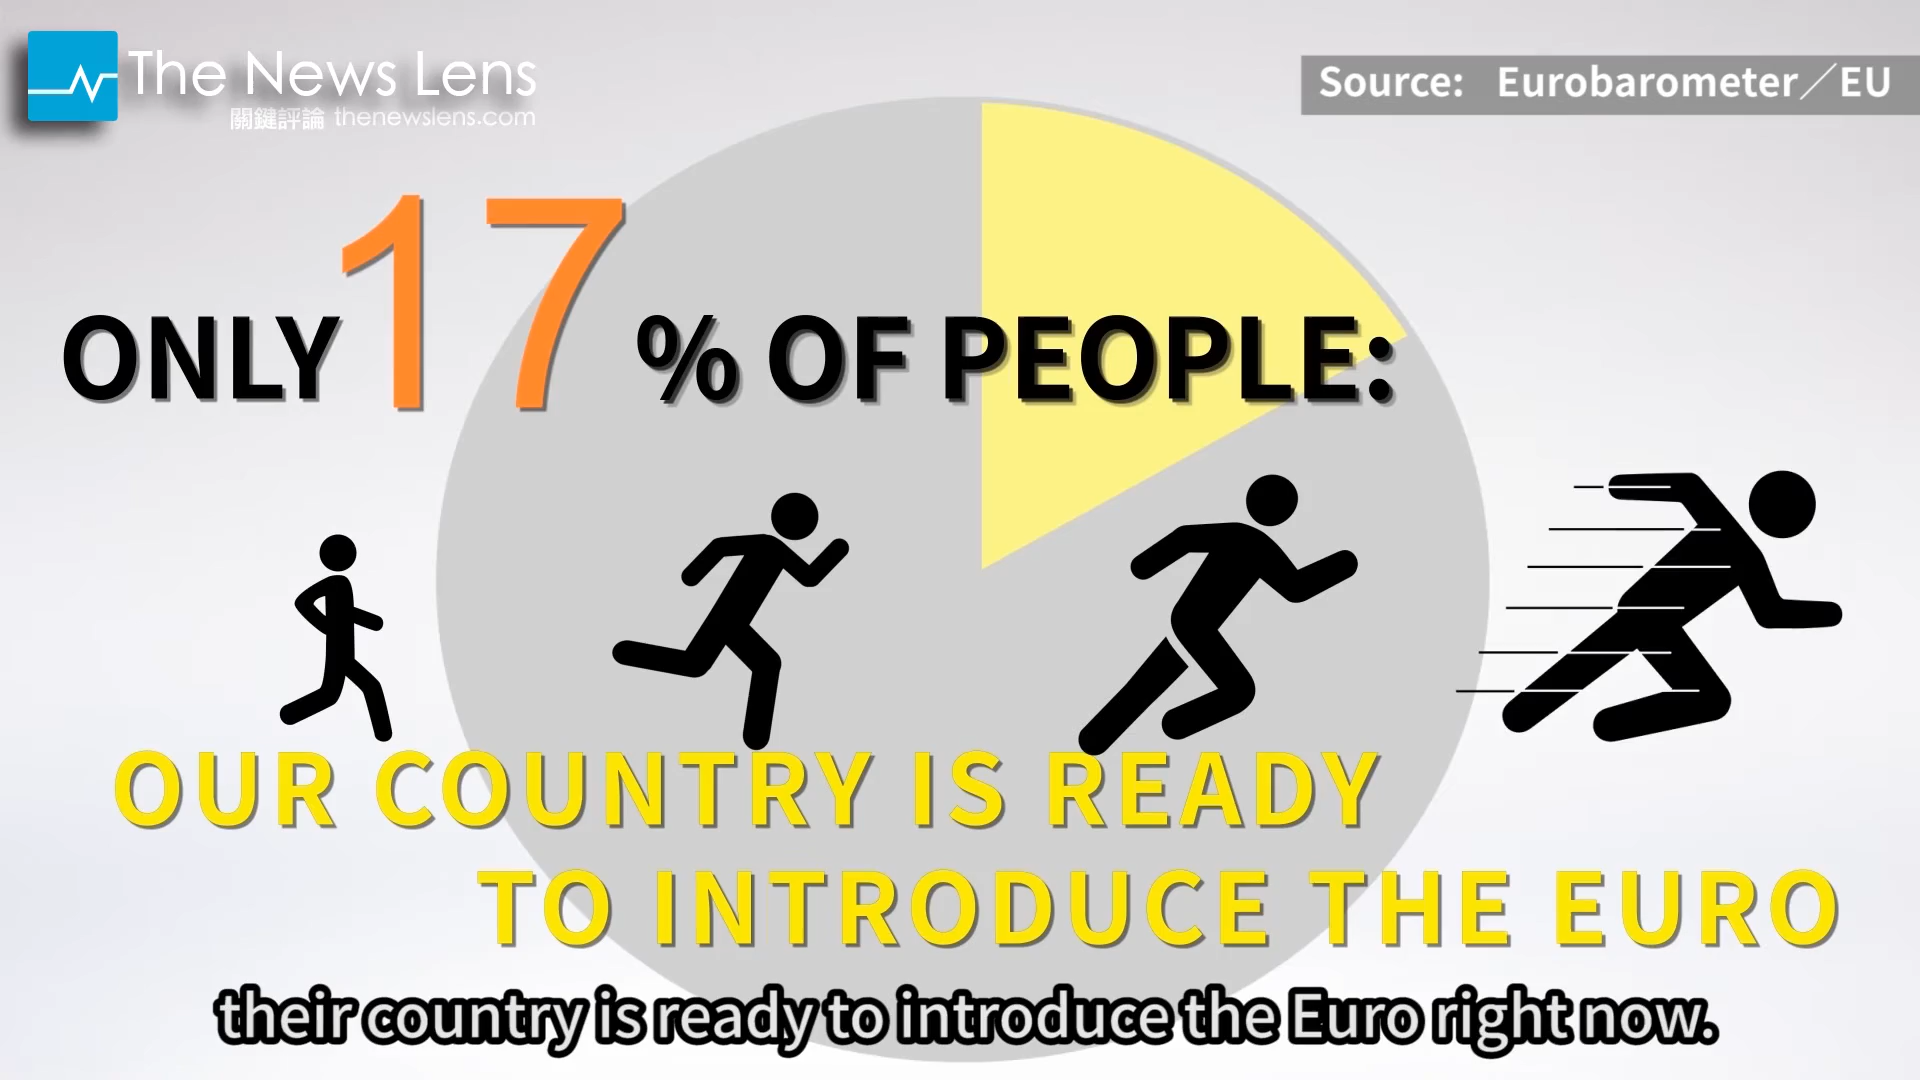 The News Lens
關鍵評論 thenewslens.com
Source: Eurobarometer／EU
ONLY 17 % OF PEOPLE:
OUR COUNTRY IS READY
TO INTRODUCE THE EURO
their country is ready to introduce the Euro right now.